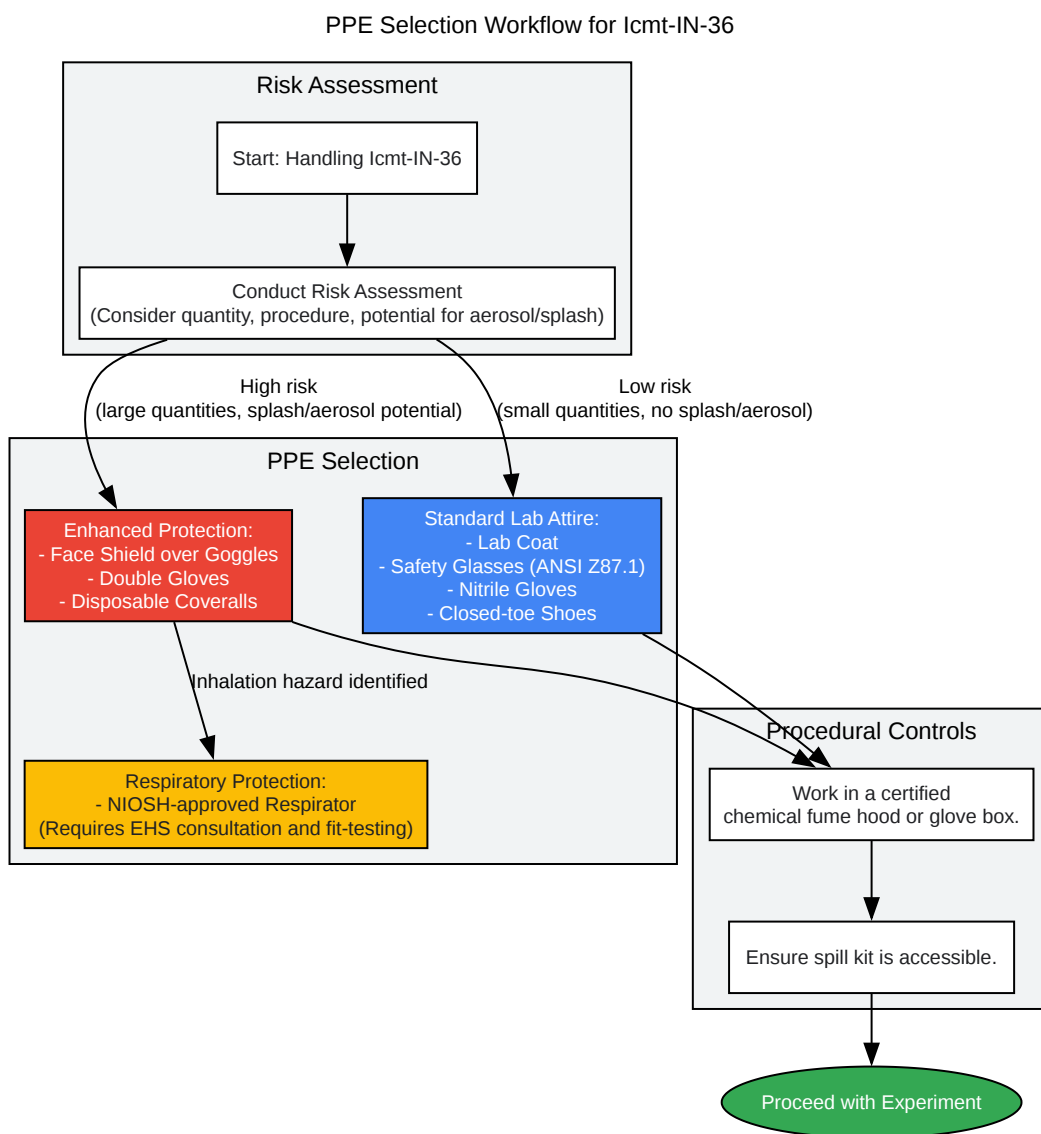 PPE Selection Workflow for Icmt-IN-36
Risk Assessment
Start: Handling Icmt-IN-36
Conduct Risk Assessment
(Consider quantity, procedure, potential for aerosol/splash)
High risk
(large quantities, splash/aerosol potential)
Low risk
(small quantities, no splash/aerosol)
PPE Selection
Enhanced Protection:
- Face Shield over Goggles
- Double Gloves
- Disposable Coveralls
Standard Lab Attire:
- Lab Coat
- Safety Glasses (ANSI Z87.1)
- Nitrile Gloves
- Closed-toe Shoes
Inhalation hazard identified
Respiratory Protection:
- NIOSH-approved Respirator
(Requires EHS consultation and fit-testing)
Procedural Controls
Work in a certified
chemical fume hood or glove box.
Ensure spill kit is accessible.
Proceed with Experiment